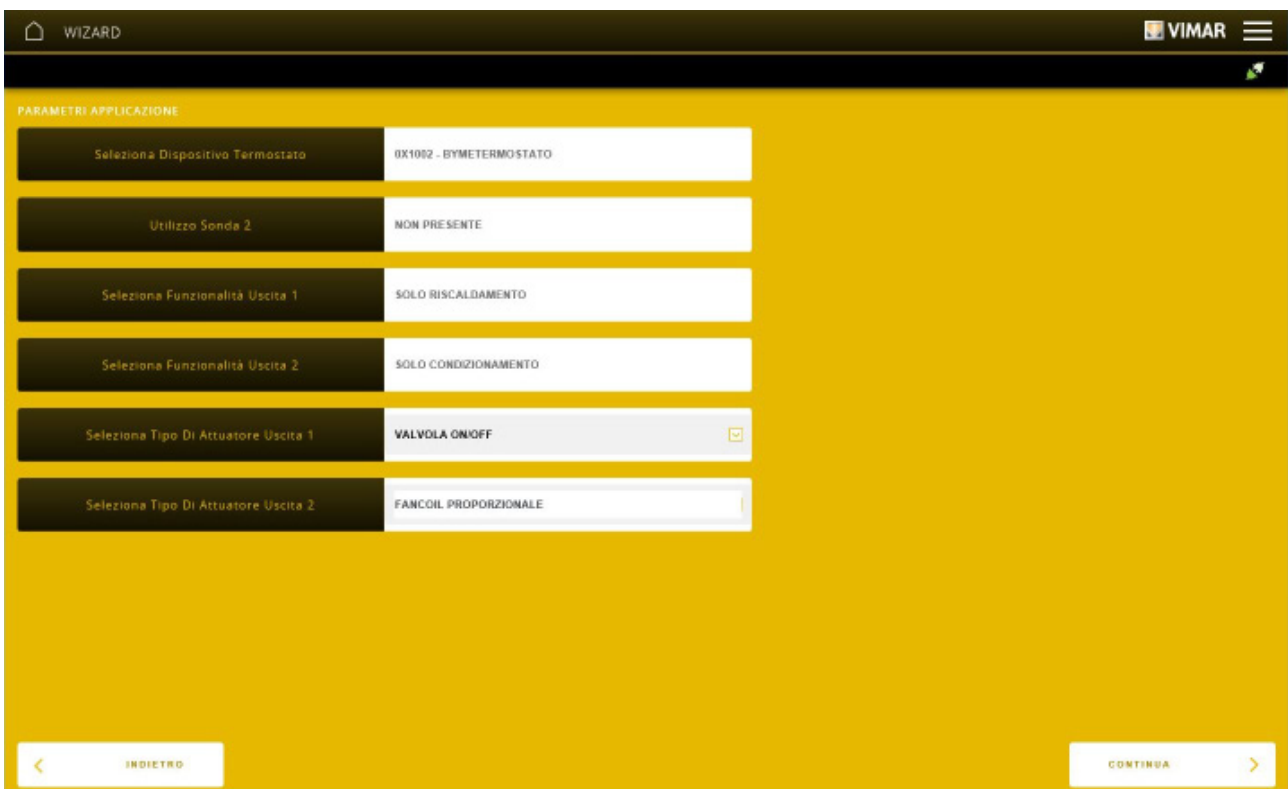 WIZARD
VIMAR
PARAMETRI APPLICAZIONE
Seleziona Dispositivo Termostato
0X1002 - BYMETERMOSTATO
Utilizzo Sonda 2
NON PRESENTE
Seleziona Funzionalità Uscita 1
SOLO RISCALDAMENTO
Seleziona Funzionalità Uscita 2
SOLO CONDIZIONAMENTO
Seleziona Tipo Di Attuatore Uscita 1
VALVOLA ON/OFF
Seleziona Tipo Di Attuatore Uscita 2
FANCOIL PROPORZIONALE
INDIETRO
CONTINUA